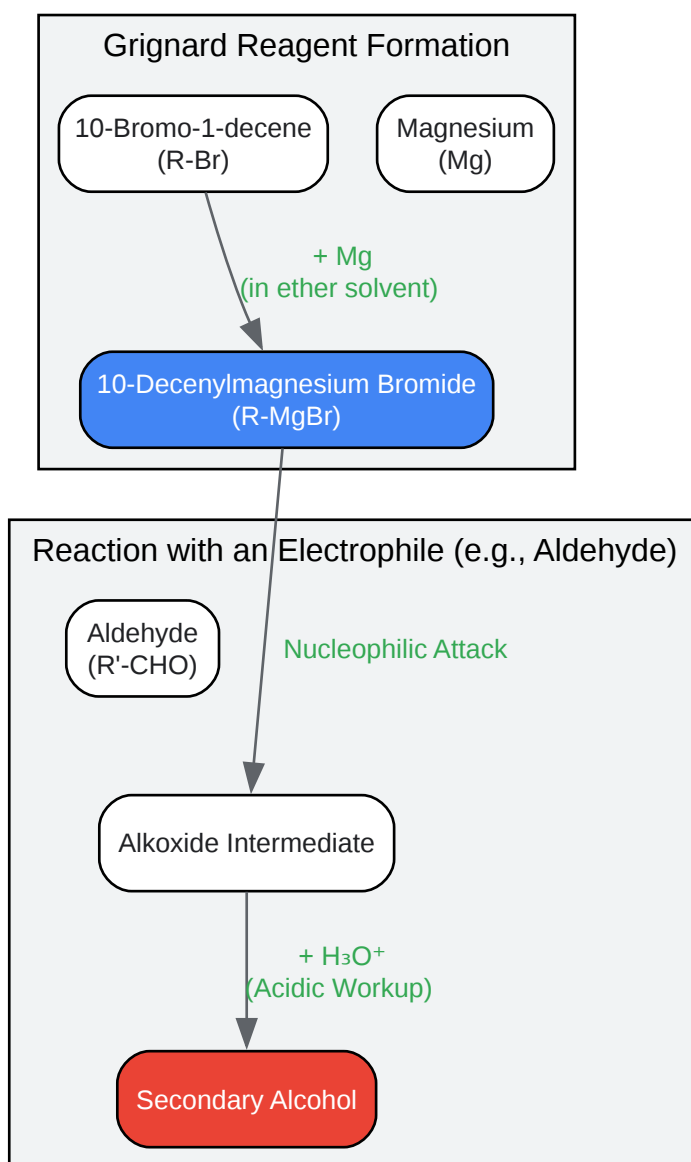 Grignard Reagent Formation
10-Bromo-1-decene
(R-Br)
Magnesium
(Mg)
+ Mg
(in ether solvent)
10-Decenylmagnesium Bromide
(R-MgBr)
Reaction with an Electrophile (e.g., Aldehyde)
Aldehyde
(R'-CHO)
Nucleophilic Attack
Alkoxide Intermediate
+ H₃O⁺
(Acidic Workup)
Secondary Alcohol